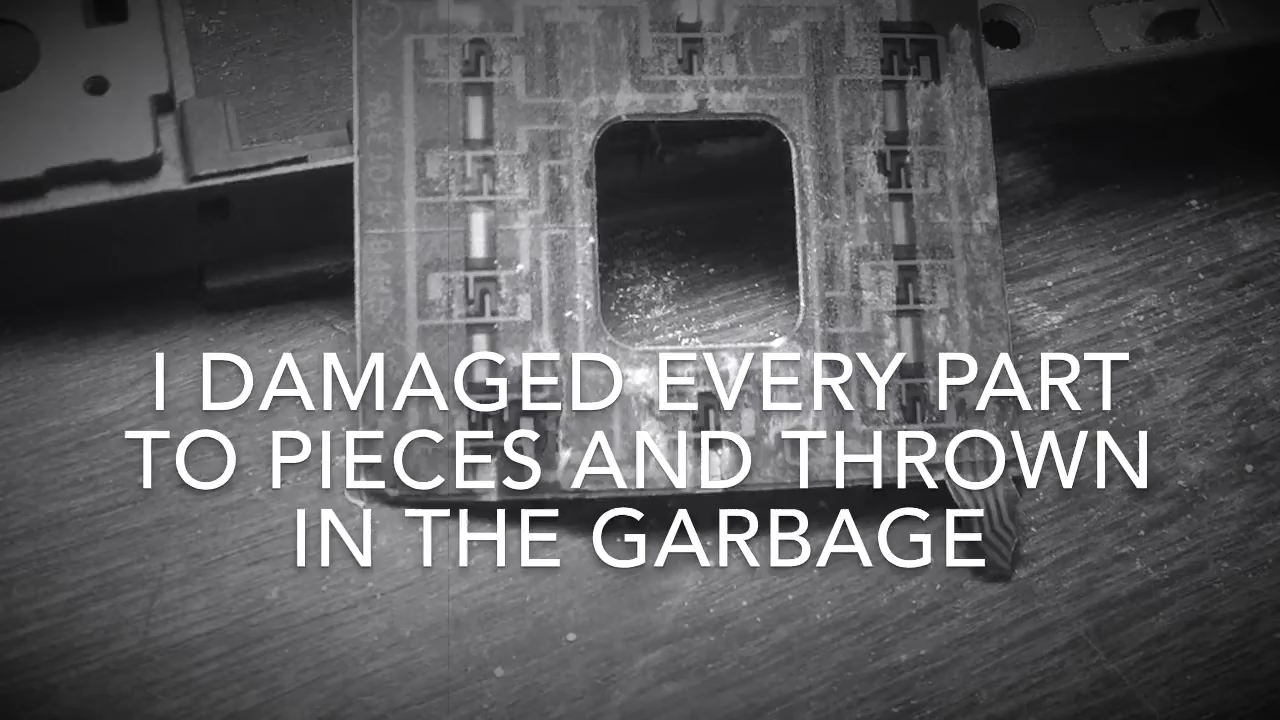 I DAMAGED EVERY PART
TO PIECES AND THROWN
IN THE GARBAGE